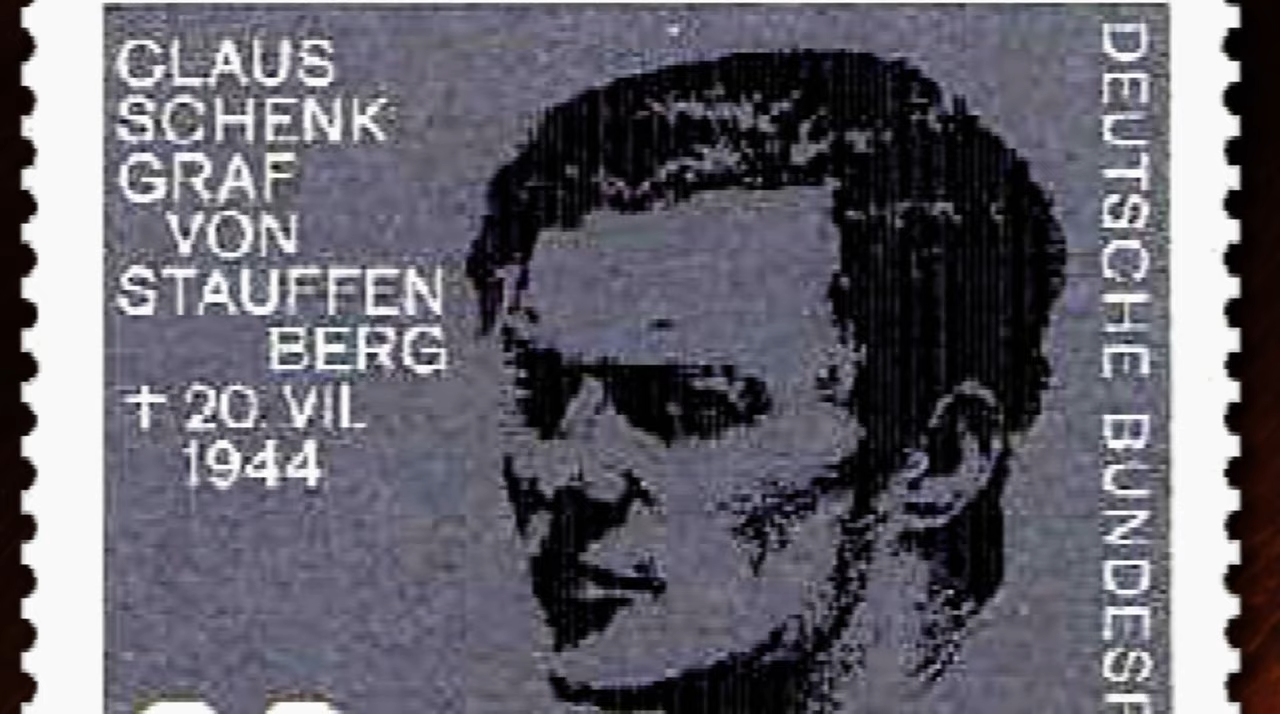 CLAUS
SCHENK
GRAF
VON
STAUFFEN
BERG
† 20. VII.
1944
DEUTSCHE BUNDESP